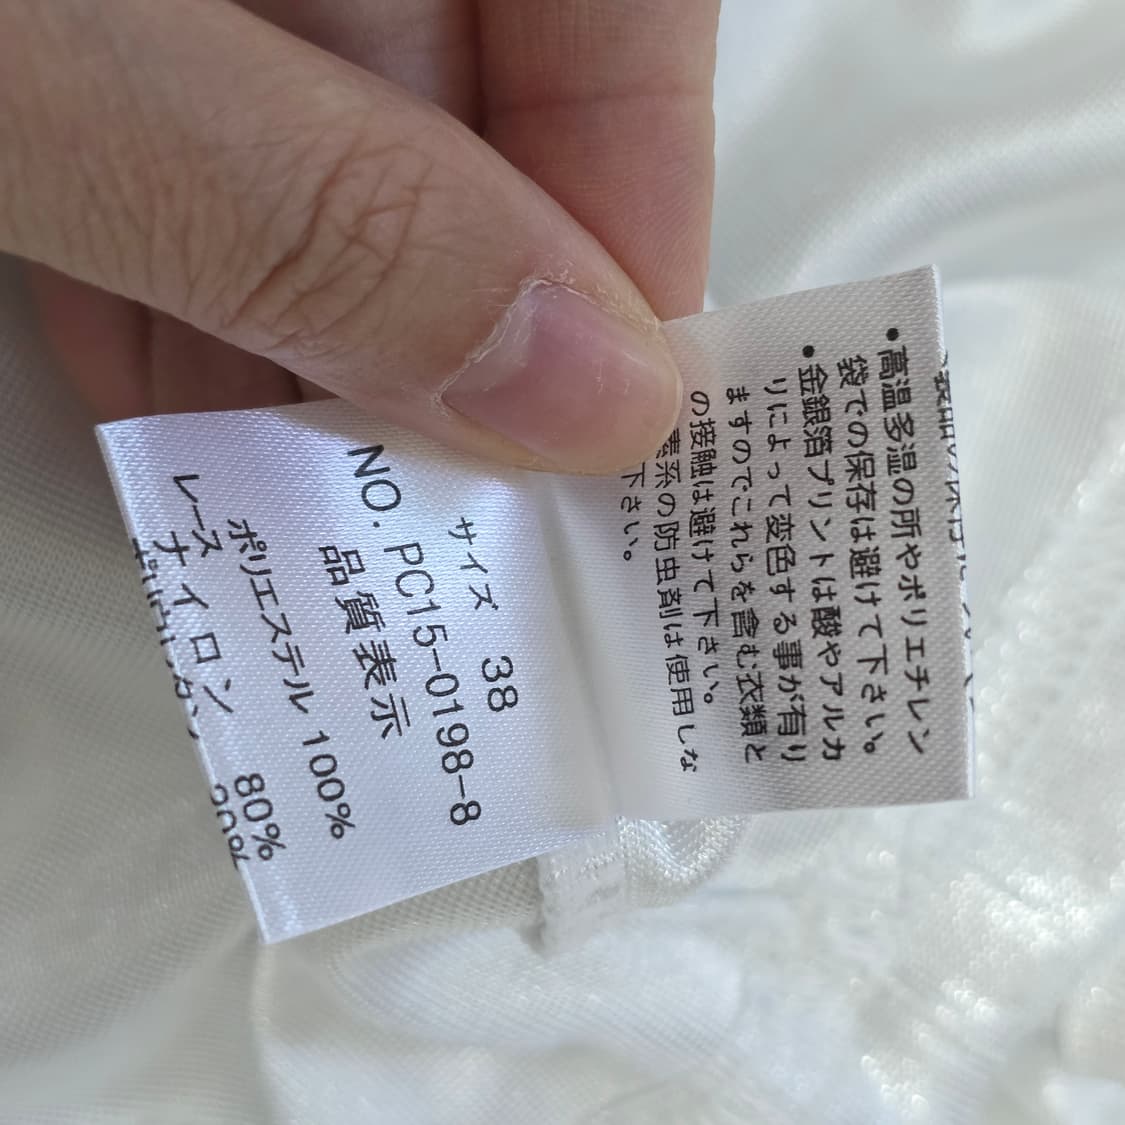 サイズ 38
NO. PC15-0198-8
品質表示
ポリエステル 100%
レース
ナイロン 80%
20%
•高温多温の所やポリエチレン
袋での保存は避けて下さい。
•金銀箔プリントは酸やアルカ
リによって変色する事が有り
ますのでこれらを含む衣類と
の接触は避けて下さい。
素系の防虫剤は使用しな
下さい。